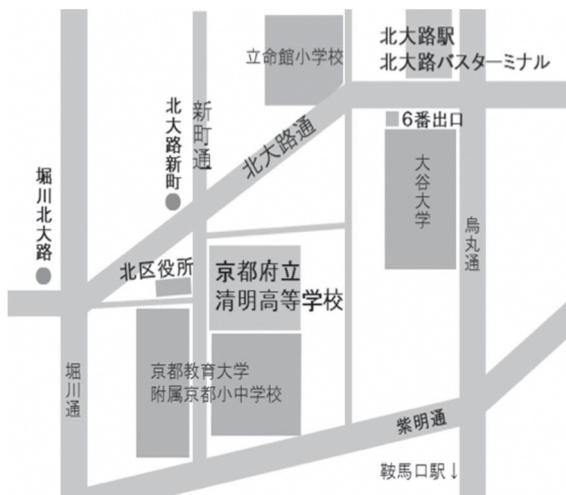 北大路駅
北大路バスターミナル
立命館小学校
6番出口
新町通
北大路通
北大路新町
大谷大学
堀川北大路
烏丸通
北区役所
京都府立
清明高等学校
京都教育大学
附属京都小中学校
堀川通
紫明通
鞍馬口駅↓